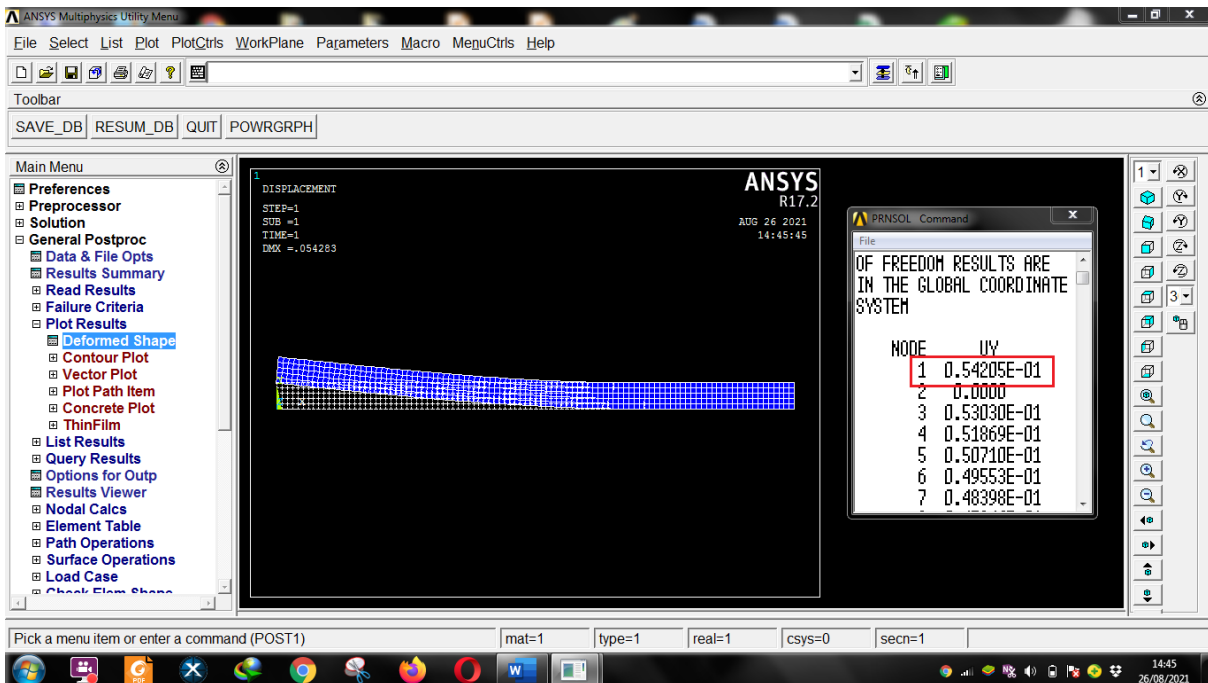 ANSYS Multiphysics Utility Menu
File Select List Plot PlotCtrls WorkPlane Parameters Macro MenuCtrls Help
Toolbar
SAVE_DB RESUM_DB QUIT POWRGRPH
Main Menu
Preferences
Preprocessor
Solution
General Postproc
Data & File Opts
Results Summary
Read Results
Failure Criteria
Plot Results
Deformed Shape
Contour Plot
Vector Plot
Plot Path Item
Concrete Plot
ThinFilm
List Results
Query Results
Options for Outp
Results Viewer
Nodal Calcs
Element Table
Path Operations
Surface Operations
Load Case
Check Elem Shape
1
DISPLACEMENT
STEP=1
SUB =1
TIME=1
DMX =.054283
ANSYS
R17.2
AUG 26 2021
14:45:45
X
PRNSOL Command
File
OF FREEDOM RESULTS ARE
IN THE GLOBAL COORDINATE
SYSTEM
NODE UY
1 0.54205E-01
2 0.0000
3 0.53030E-01
4 0.51869E-01
5 0.50710E-01
6 0.49553E-01
7 0.48398E-01
1
3
Pick a menu item or enter a command (POST1) mat=1 type=1 real=1 csys=0 secn=1
14:45
26/08/2021